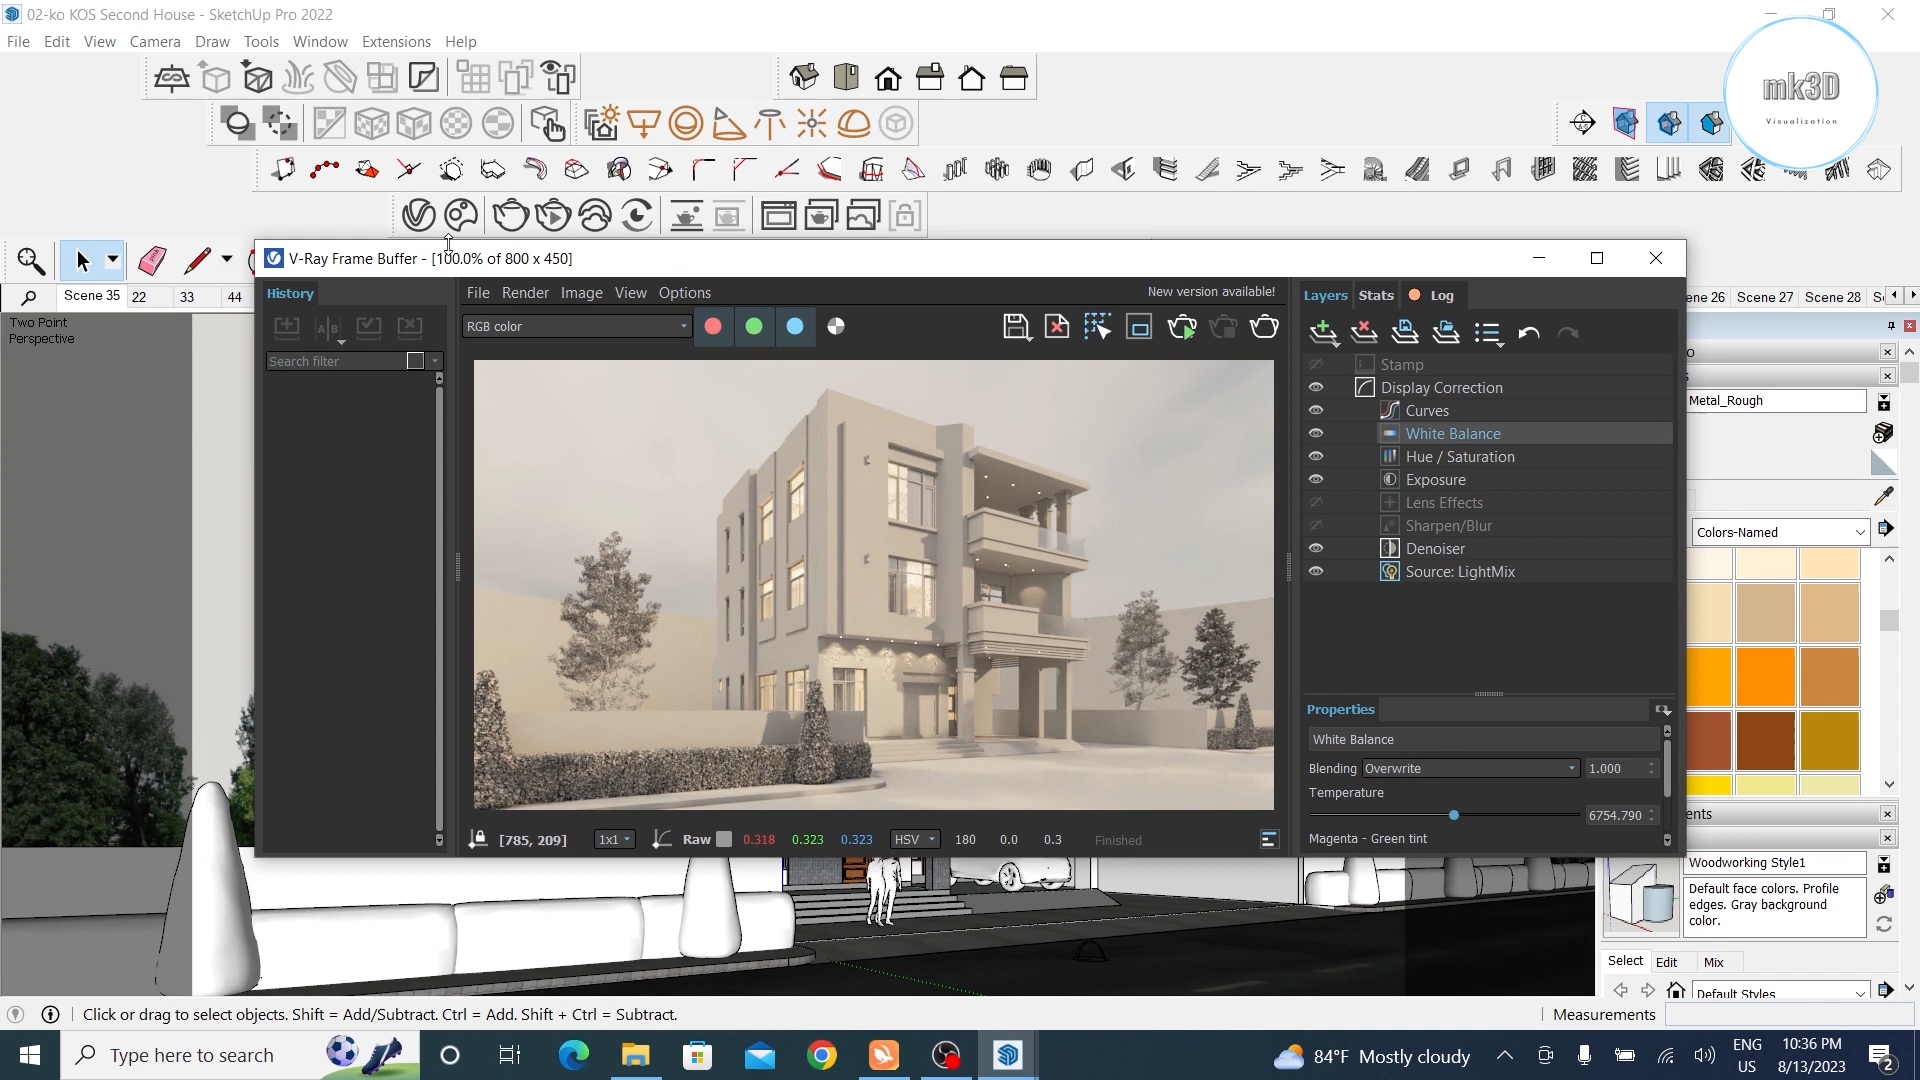 02-ko KOS Second House - SketchUp Pro 2022
File Edit View Camera Draw Tools Window Extensions Help
mk3D
Visualization
V-Ray Frame Buffer - [100.0% of 800 x 450]
Scene 35 22 33 44
Scene 27 Scene 28
Two Point
Perspective
History
Search filter
File Render Image View Options
New version available!
RGB color
Layers Stats Log
Stamp
Display Correction
Curves
White Balance
Hue / Saturation
Exposure
Lens Effects
Sharpen/Blur
Denoiser
Source: LightMix
Properties
White Balance
Blending Overwrite 1.000
Temperature
6754.790
Magenta - Green tint
[785, 209] 1x1 Raw 0.318 0.323 0.323 HSV 180 0.0 0.3 Finished
Metal_Rough
Colors-Named
Woodworking Style1
Default face colors. Profile
edges. Gray background
color.
Select Edit Mix
Default Styles
Click or drag to select objects. Shift = Add/Subtract. Ctrl = Add. Shift + Ctrl = Subtract.
Measurements
Type here to search
84°F Mostly cloudy
ENG
US
10:36 PM
8/13/2023
2